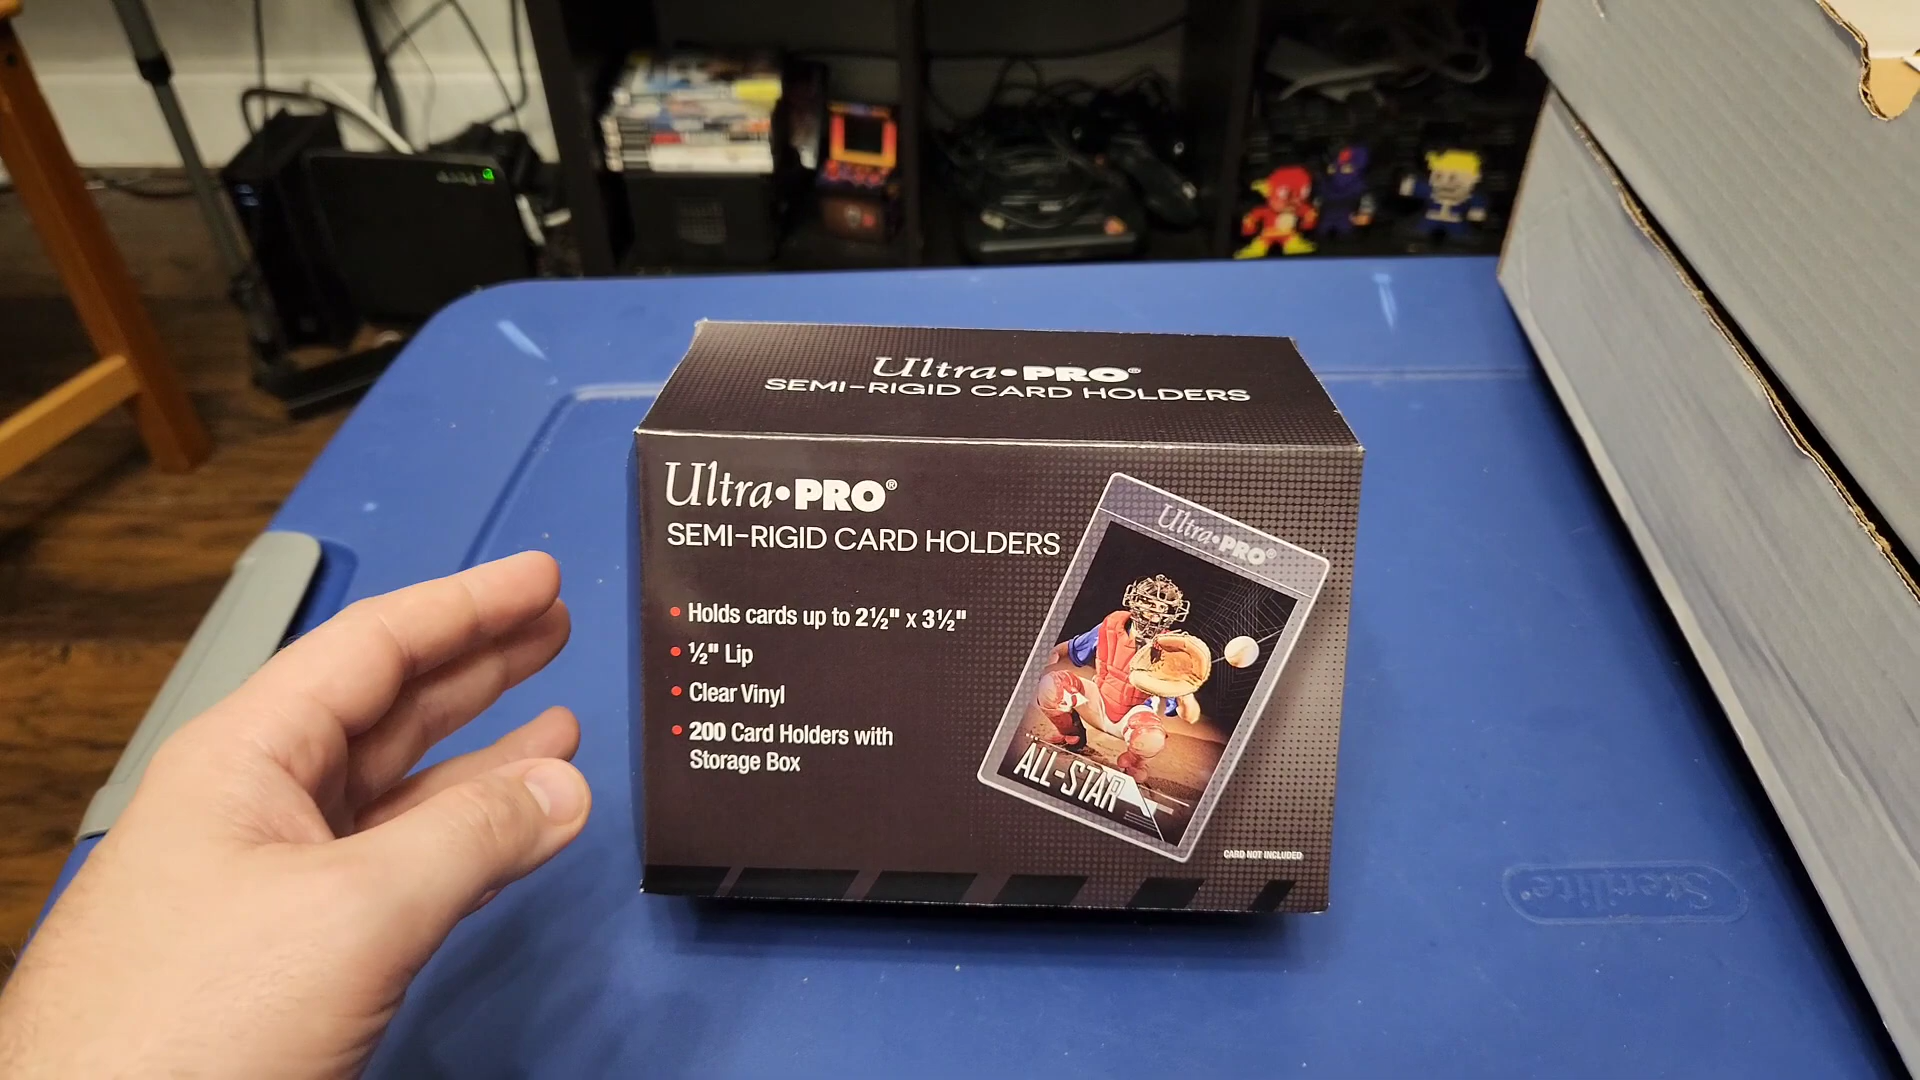 Ultra•PRO®
SEMI-RIGID CARD HOLDERS
Ultra•PRO®
SEMI-RIGID CARD HOLDERS
• Holds cards up to 2½" x 3½"
• ½" Lip
• Clear Vinyl
• 200 Card Holders with
Storage Box
Ultra•PRO®
ALL-STAR
CARD NOT INCLUDED
Sterilite®